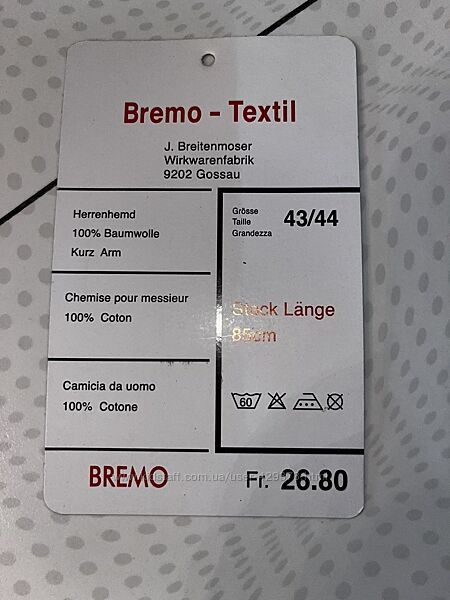 Bremo - Textil
J. Breitenmoser
Wirkwarenfabrik
9202 Gossau
Herrenhemd
100% Baumwolle
Kurz Arm
Chemise pour messieur
100% Coton
Camicia da uomo
100% Cotone
Grösse
Taille
Grandezza
43/44
Stock Länge
85cm
60
BREMO
Fr. 26.80